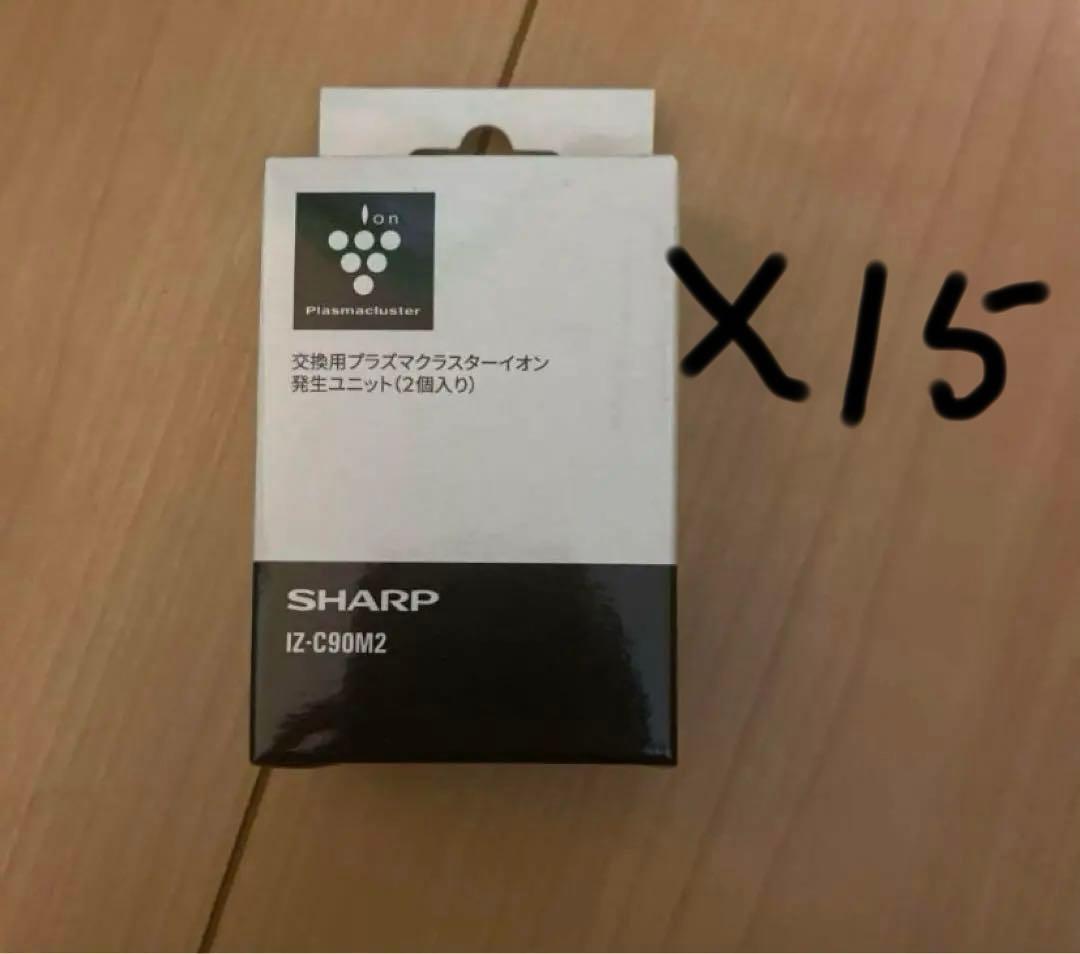 Ion
Plasmacluster
交換用プラズマクラスターイオン
発生ユニット(2個入り)
SHARP
IZ-C90M2
X15